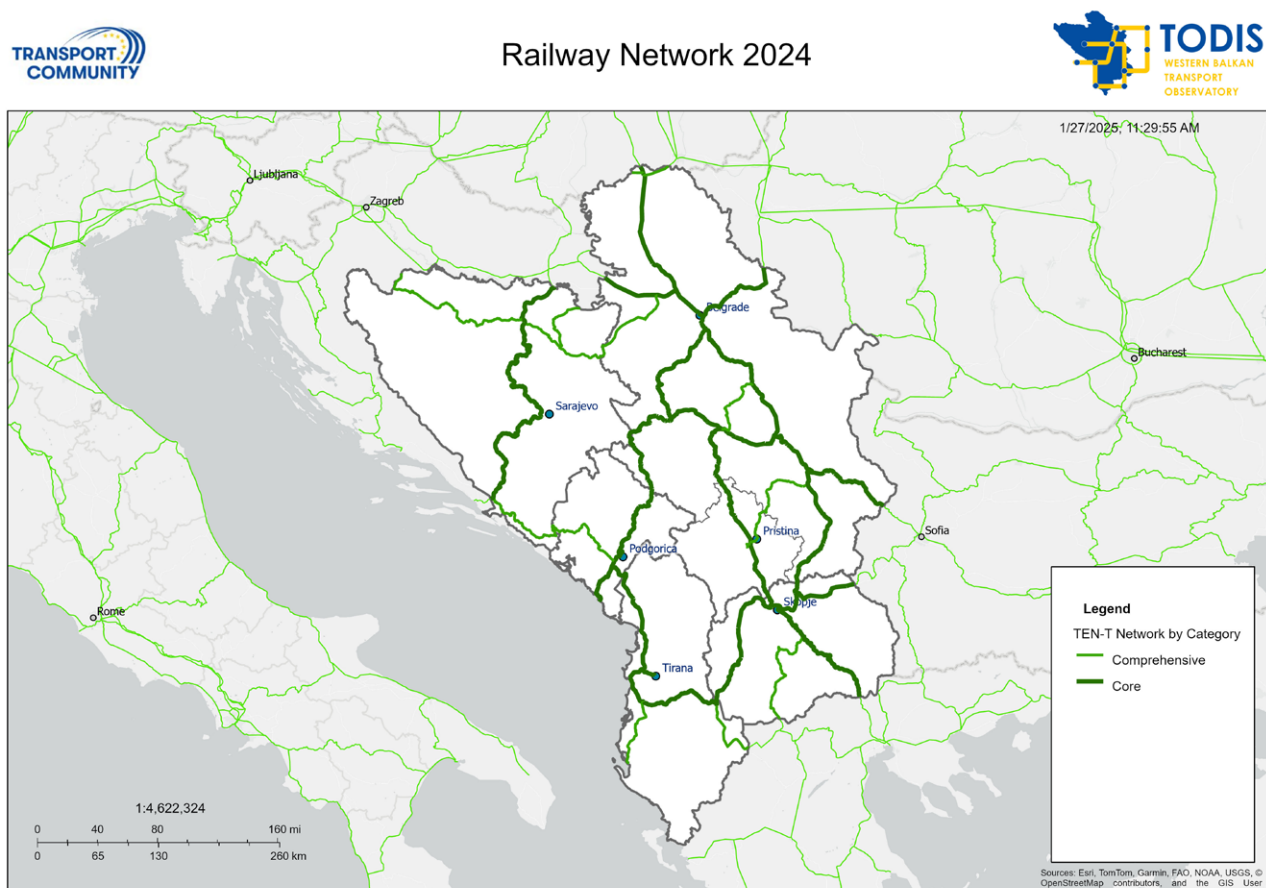 TRANSPORT
COMMUNITY
Railway Network 2024
TODIS
WESTERN BALKAN
TRANSPORT
OBSERVATORY
1/27/2025, 11:29:55 AM
Ljubljana
Zagreb
Belgrade
Bucharest
Sarajevo
Sofia
Pristina
Podgorica
Skopje
Rome
Tirana
Legend
TEN-T Network by Category
Comprehensive
Core
1:4,622,324
0 40 80 160 mi
0 65 130 260 km
Sources: Esri, TomTom, Garmin, FAO, NOAA, USGS, ©
OpenStreetMap contributors, and the GIS User